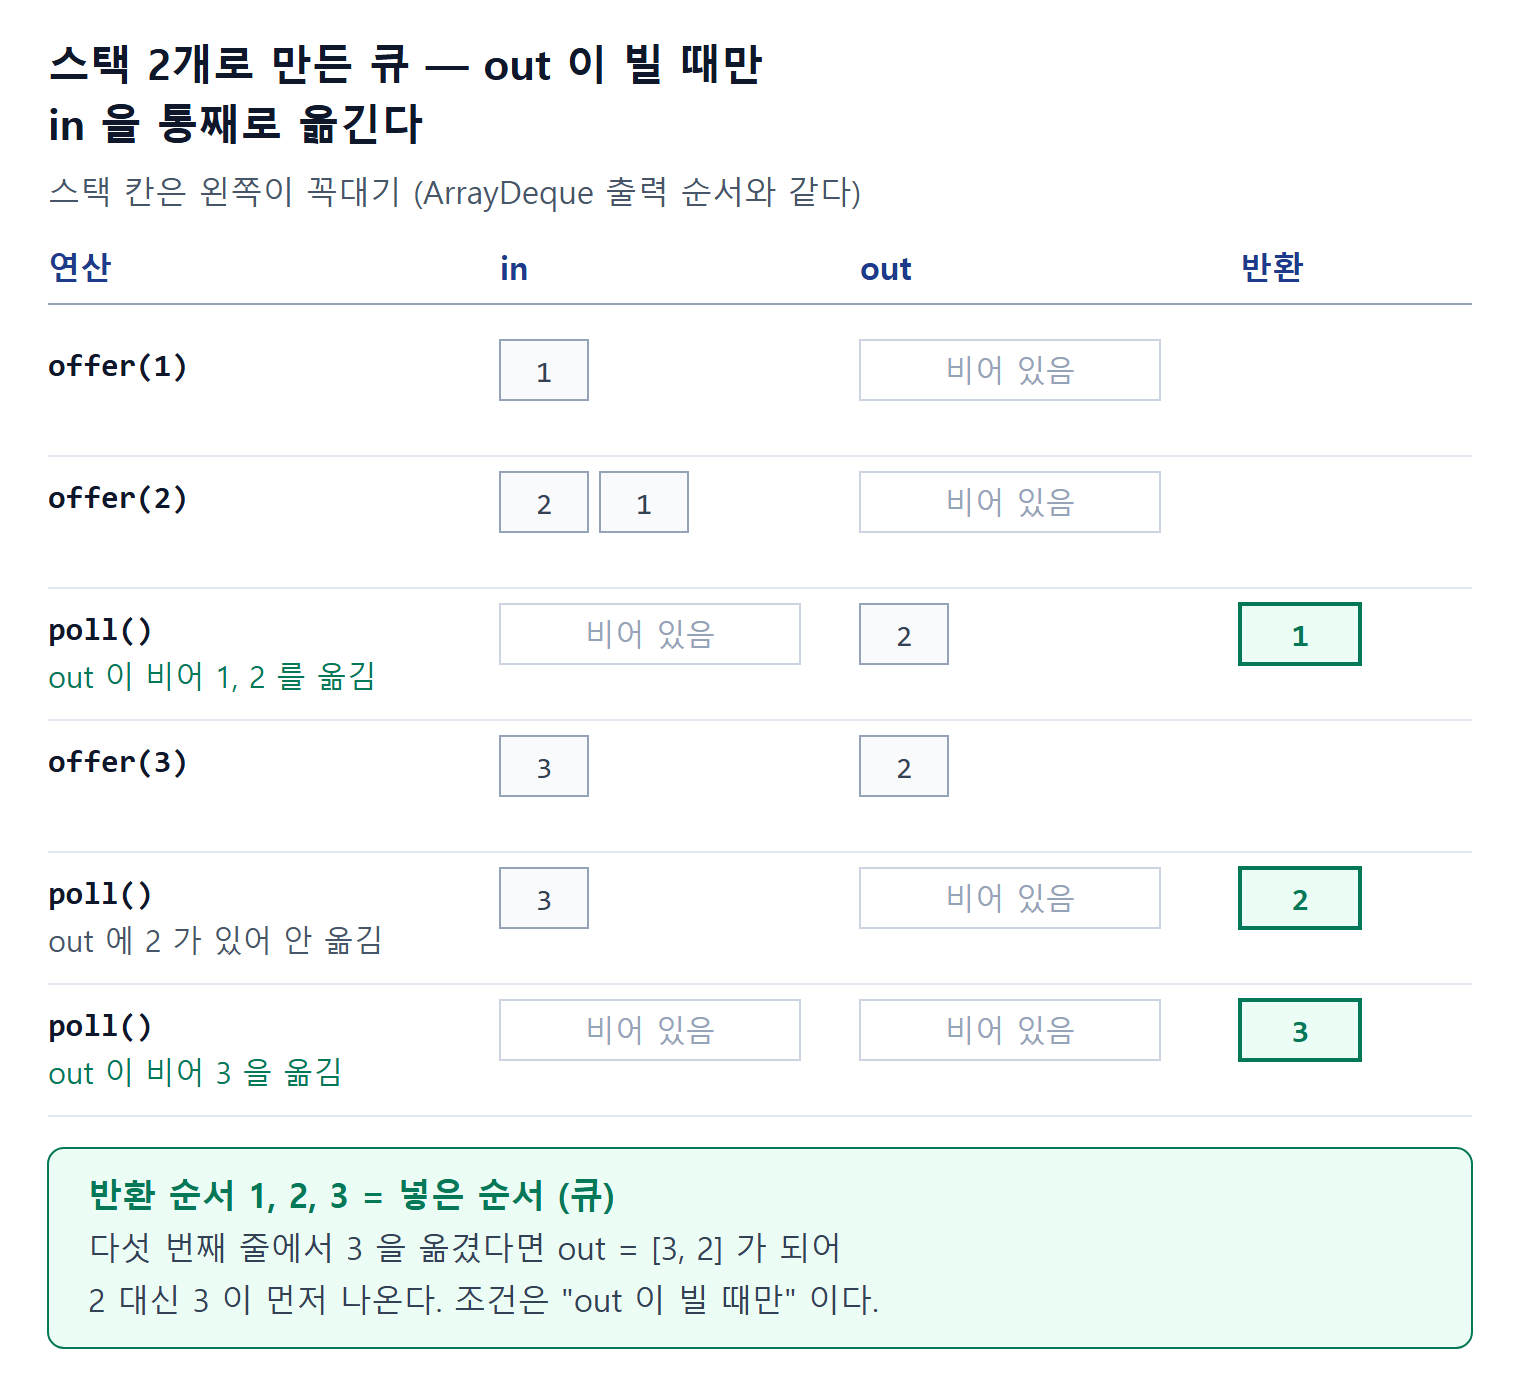 스택 2개로 만든 큐 — out 이 빌 때만
in 을 통째로 옮긴다
스택 칸은 왼쪽이 꼭대기 (ArrayDeque 출력 순서와 같다)
연산 in out 반환
offer(1) 1 비어 있음
offer(2) 2 1 비어 있음
poll() 비어 있음 2 1
out 이 비어 1, 2 를 옮김
offer(3) 3 2
poll() 3 비어 있음 2
out 에 2 가 있어 안 옮김
poll() 비어 있음 비어 있음 3
out 이 비어 3 을 옮김
반환 순서 1, 2, 3 = 넣은 순서 (큐)
다섯 번째 줄에서 3 을 옮겼다면 out = [3, 2] 가 되어
2 대신 3 이 먼저 나온다. 조건은 "out 이 빌 때만" 이다.